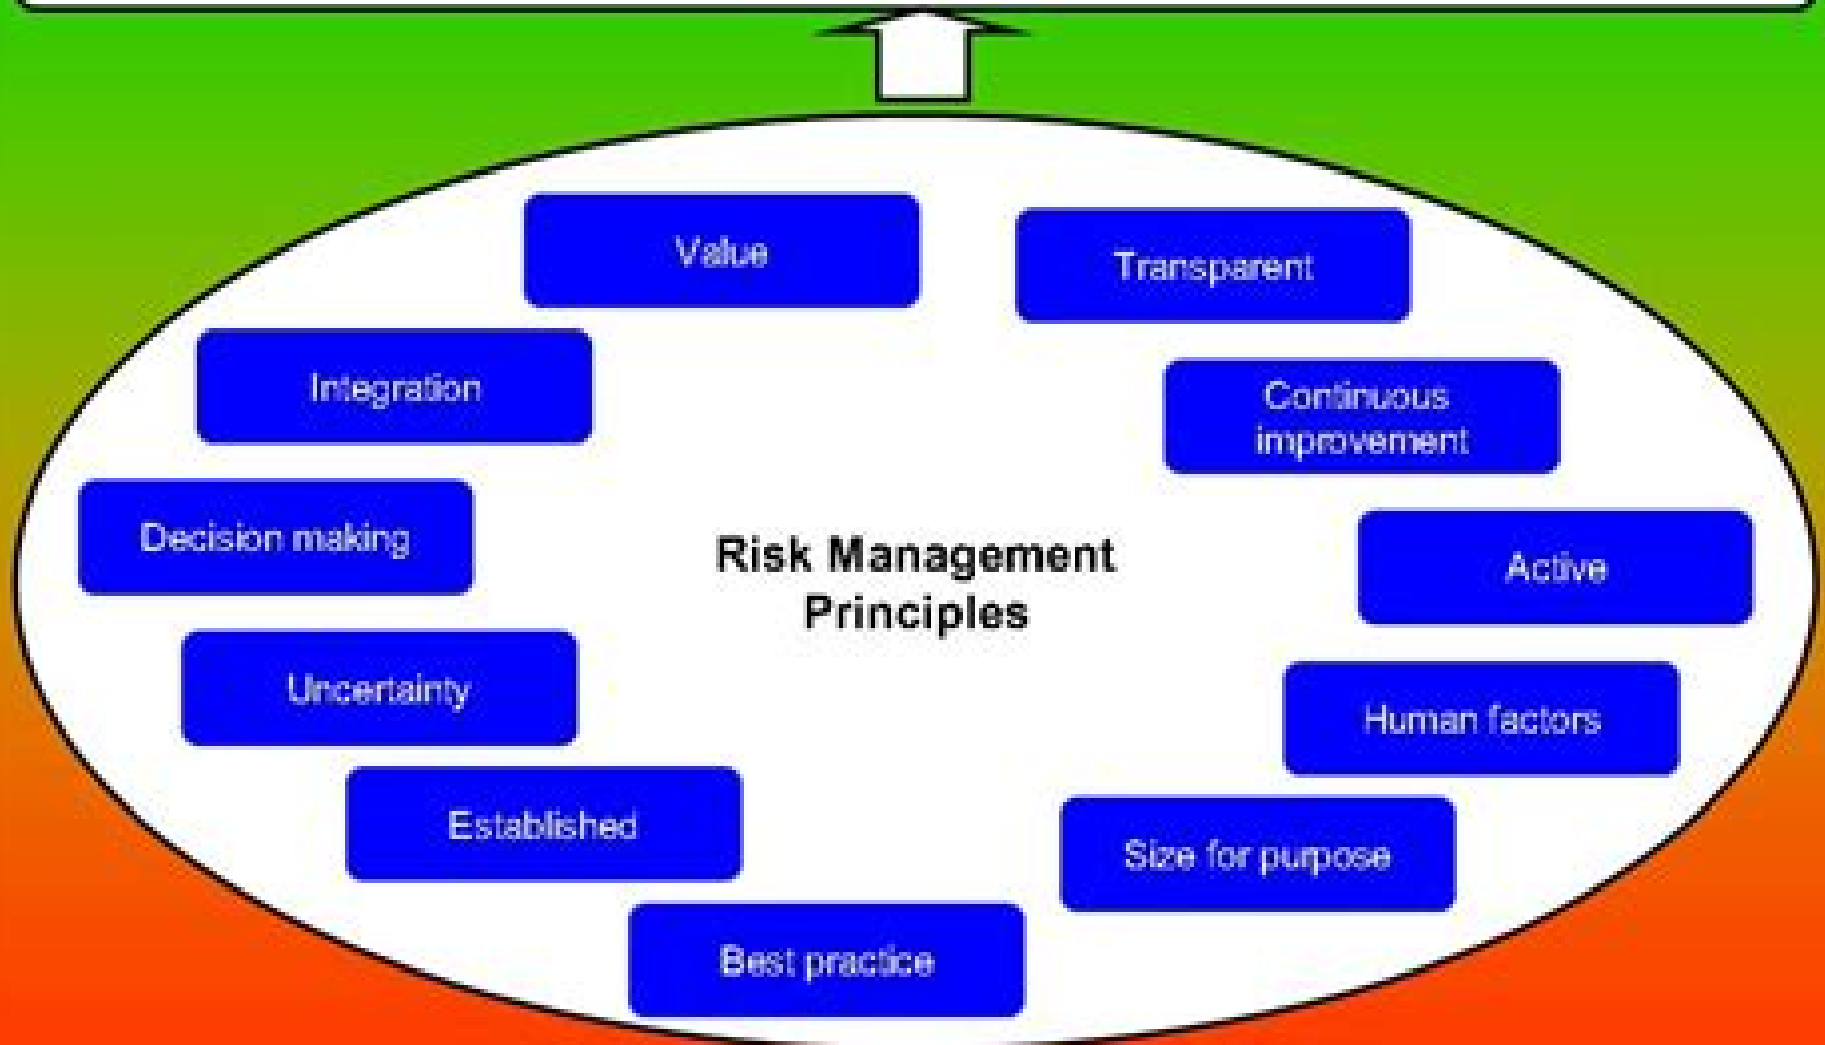 Value
Transparent
Integration
Continuous
improvement
Decision making
Risk Management
Principles
Active
Uncertainty
Human factors
Established
Size for purpose
Best practice